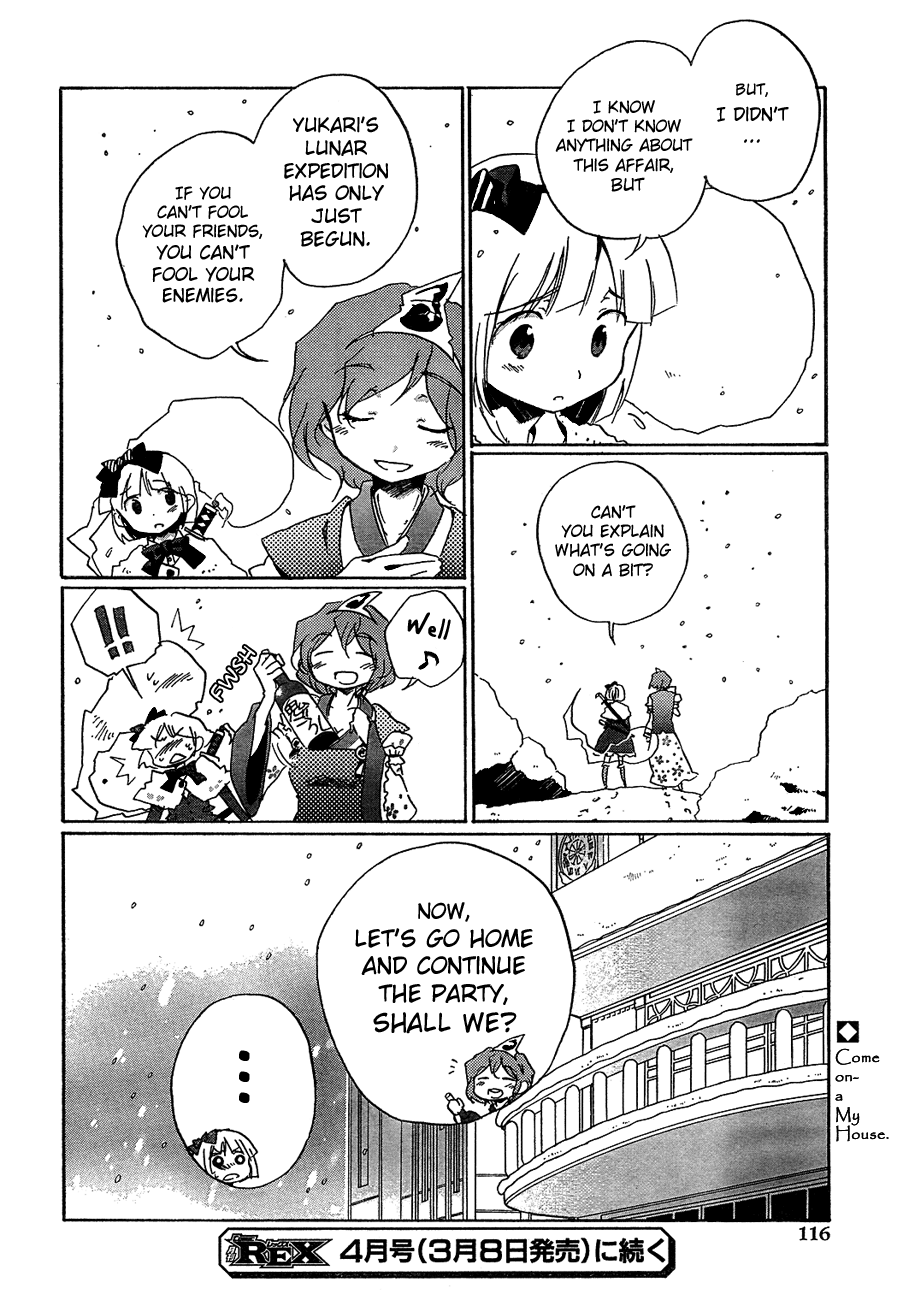 BUT,
I DIDN'T
...
I KNOW
I DON'T KNOW
ANYTHING ABOUT
THIS AFFAIR,
BUT
CAN'T
YOU EXPLAIN
WHAT'S GOING
ON A BIT?
YUKARI'S
LUNAR
EXPEDITION
HAS ONLY
JUST
BEGUN.
IF YOU
CAN'T FOOL
YOUR FRIENDS,
YOU CAN'T
FOOL YOUR
ENEMIES.
Well
♪
FWSH
!!
NOW,
LET'S GO HOME
AND CONTINUE
THE PARTY,
SHALL WE?
...
Come
on-
a
My
House.
116
REX 4月号(3月8日発売)に続く